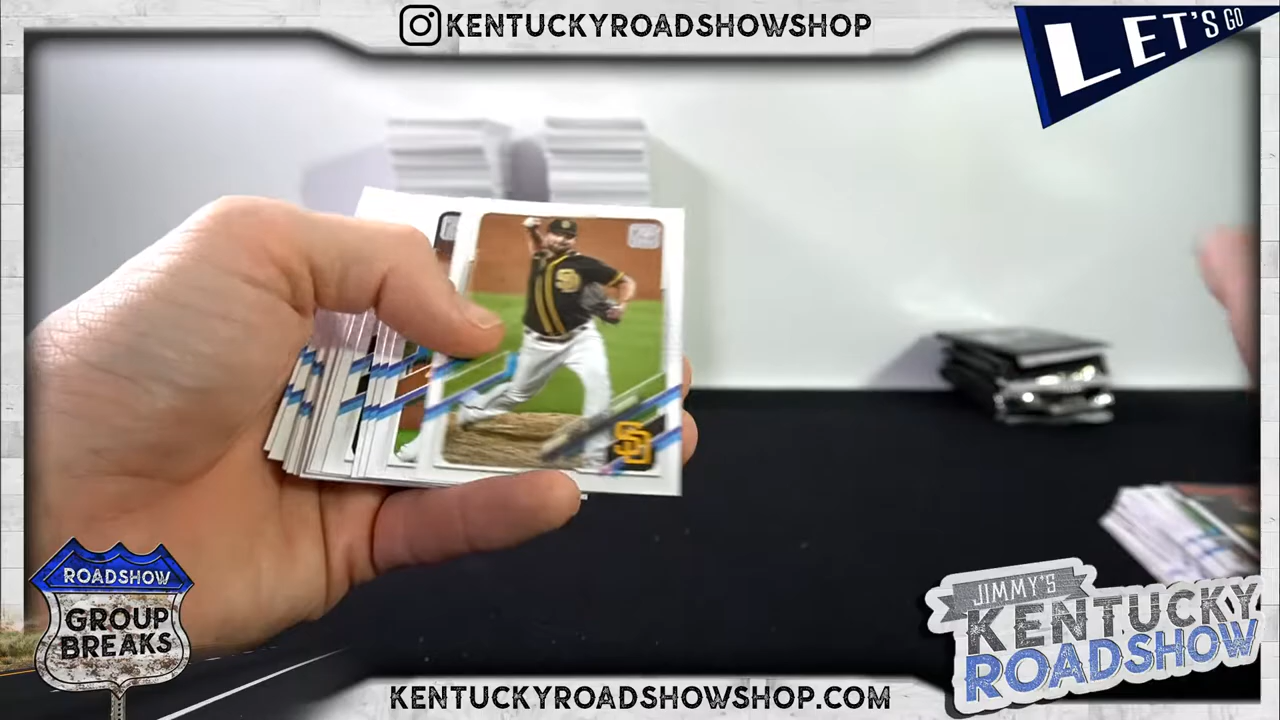 KENTUCKYROADSHOWSHOP
LET'S GO
SD
SD
ROADSHOW
GROUP
BREAKS
JIMMY'S
KENTUCKY
ROADSHOW
KENTUCKYROADSHOWSHOP.COM